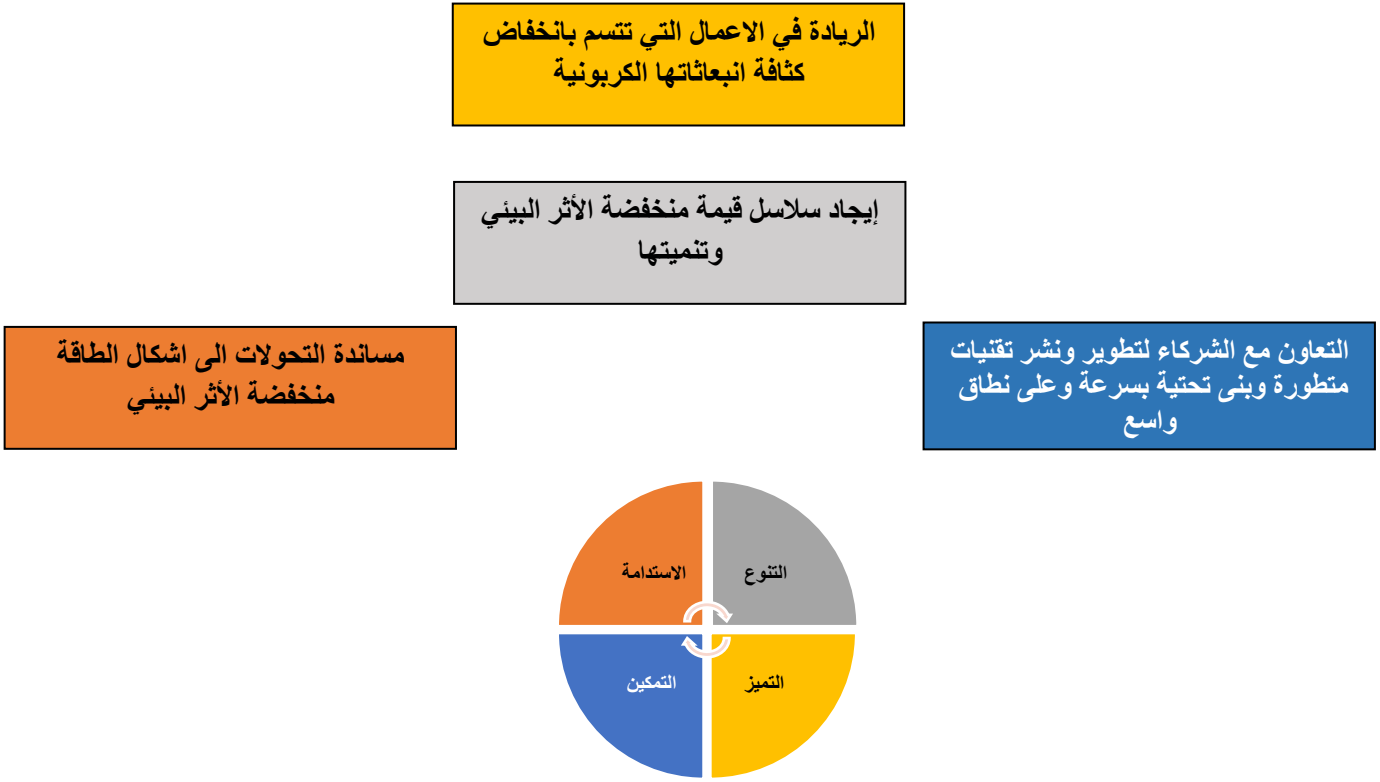 الريادة في الاعمال التي تتسم بانخفاض
كثافة انبعاثاتها الكربونية
إيجاد سلاسل قيمة منخفضة الأثر البيئي
وتنميتها
التعاون مع الشركاء لتطوير ونشر تقنيات
متطورة وبنى تحتية بسرعة وعلى نطاق
واسع
مساندة التحولات الى اشكال الطاقة
منخفضة الأثر البيئي
التنوع
الاستدامة
التميز
التمكين